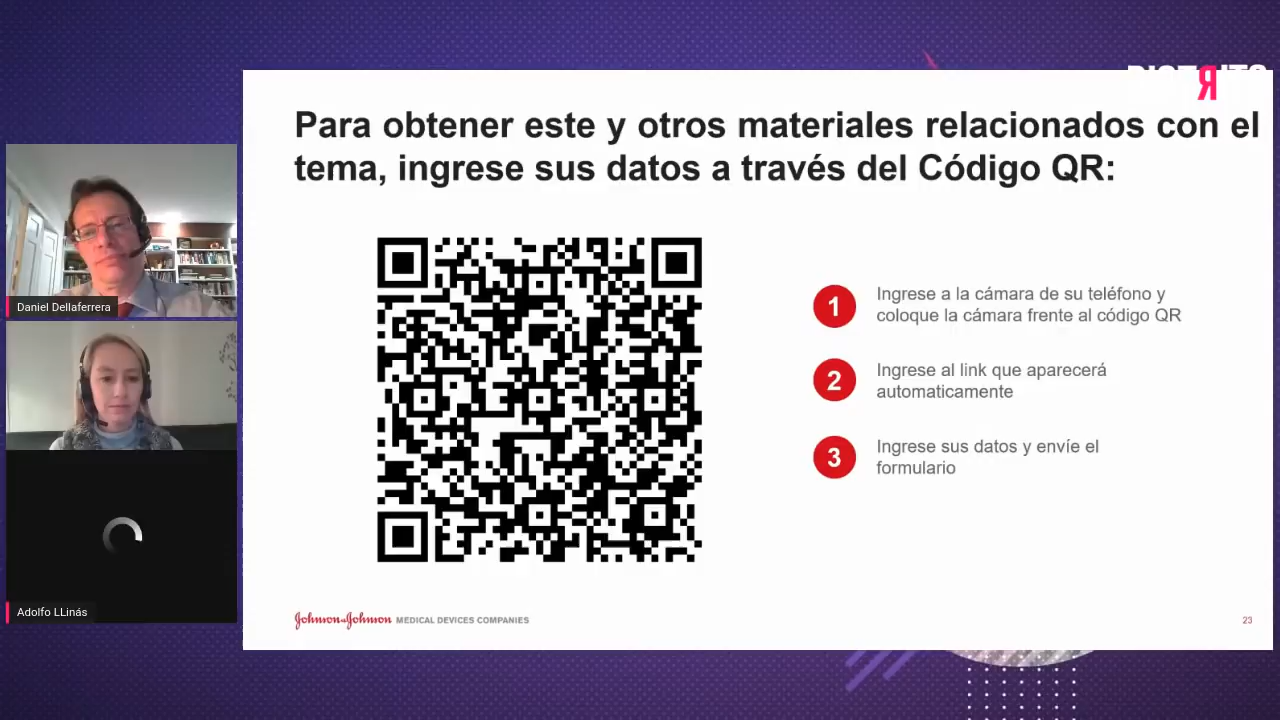 Para obtener este y otros materiales relacionados con el
tema, ingrese sus datos a través del Código QR:
1
Ingrese a la cámara de su teléfono y
coloque la cámara frente al código QR
2
Ingrese al link que aparecerá
automaticamente
3
Ingrese sus datos y envíe el
formulario
Johnson&Johnson MEDICAL DEVICES COMPANIES
23
Daniel Dellaferrera
Adolfo LLinás